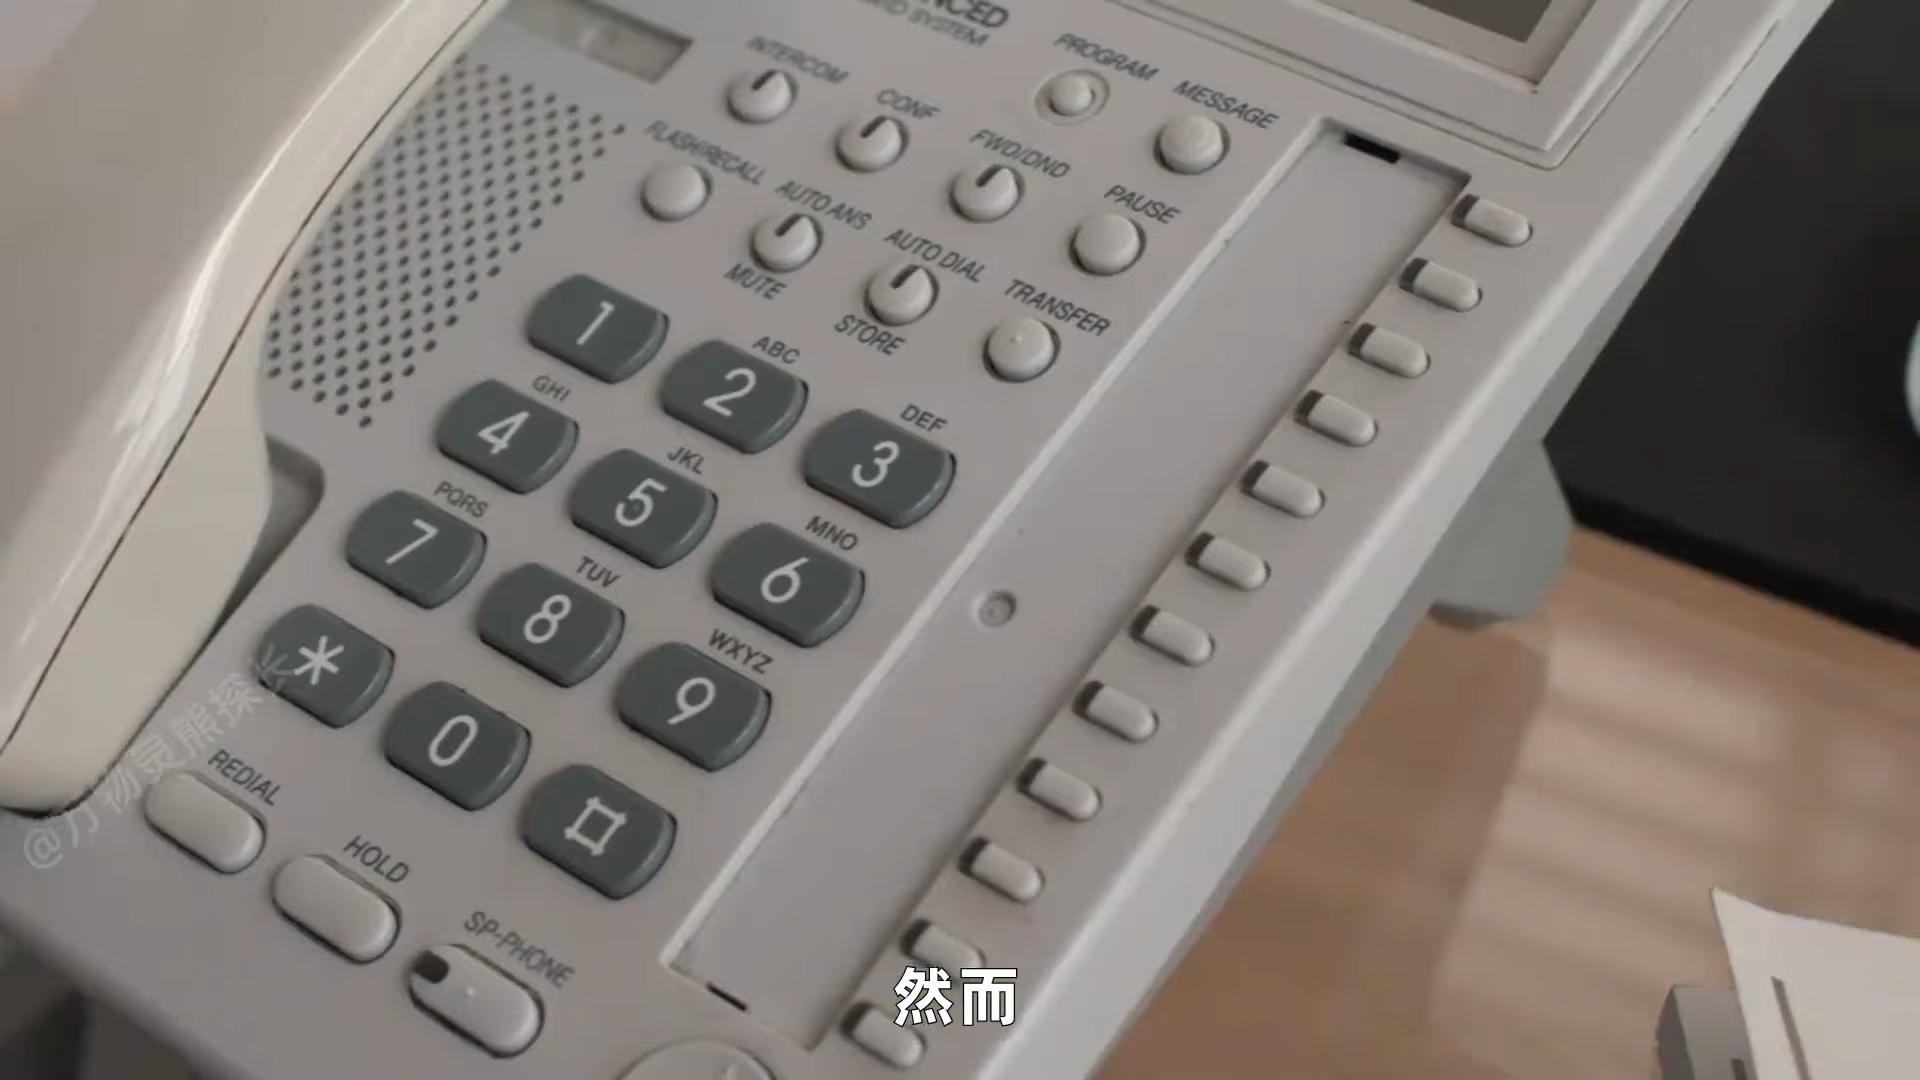 SYSTEM
INTERCOM
PROGRAM
CONF
MESSAGE
FLASH/RECALL
FWD/DND
AUTO ANS
PAUSE
MUTE
AUTO DIAL
STORE
TRANSFER
1
ABC
2
DEF
3
GHI
4
JKL
5
MNO
6
PQRS
7
TUV
8
WXYZ
9
*
0
REDIAL
HOLD
SP-PHONE
然而